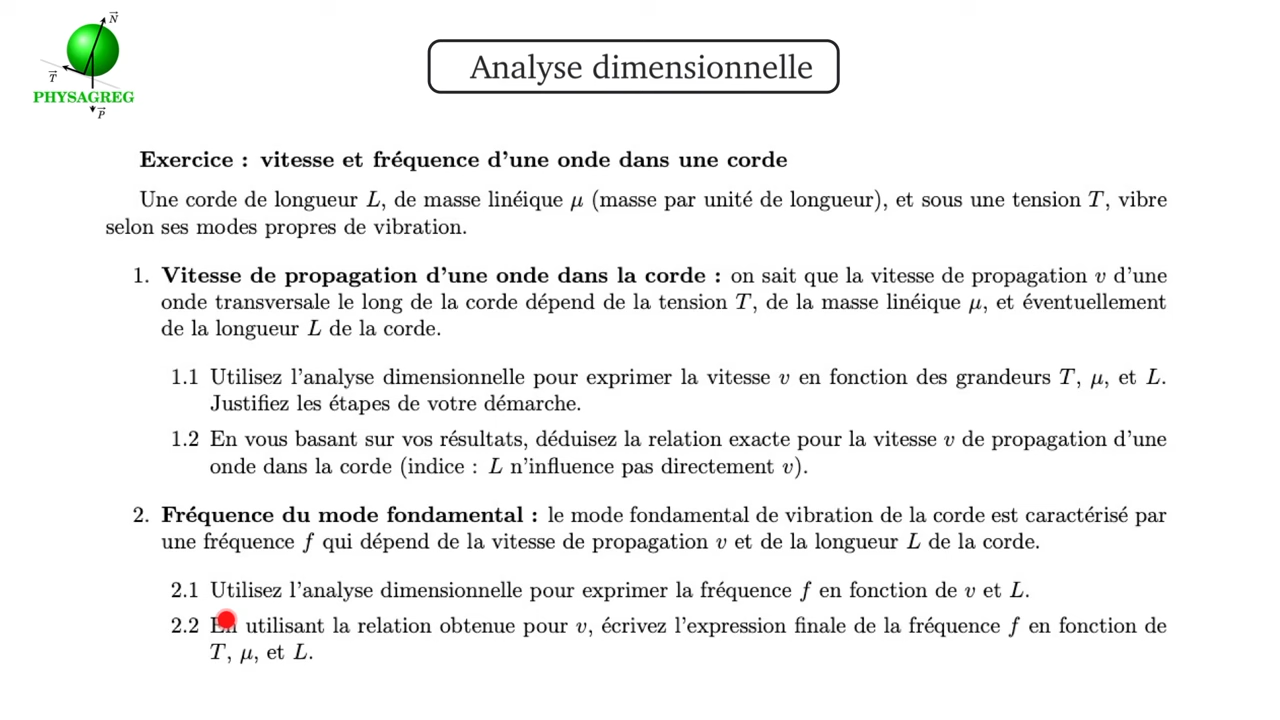 N
T
PHYSAGREG
P
Analyse dimensionnelle
Exercice : vitesse et fréquence d'une onde dans une corde
Une corde de longueur L, de masse linéique μ (masse par unité de longueur), et sous une tension T, vibre
selon ses modes propres de vibration.
1. Vitesse de propagation d'une onde dans la corde : on sait que la vitesse de propagation v d'une
onde transversale le long de la corde dépend de la tension T, de la masse linéique μ, et éventuellement
de la longueur L de la corde.
1.1 Utilisez l'analyse dimensionnelle pour exprimer la vitesse v en fonction des grandeurs T, μ, et L.
Justifiez les étapes de votre démarche.
1.2 En vous basant sur vos résultats, déduisez la relation exacte pour la vitesse v de propagation d'une
onde dans la corde (indice : L n'influence pas directement v).
2. Fréquence du mode fondamental : le mode fondamental de vibration de la corde est caractérisé par
une fréquence f qui dépend de la vitesse de propagation v et de la longueur L de la corde.
2.1 Utilisez l'analyse dimensionnelle pour exprimer la fréquence f en fonction de v et L.
2.2 En utilisant la relation obtenue pour v, écrivez l'expression finale de la fréquence f en fonction de
T, μ, et L.